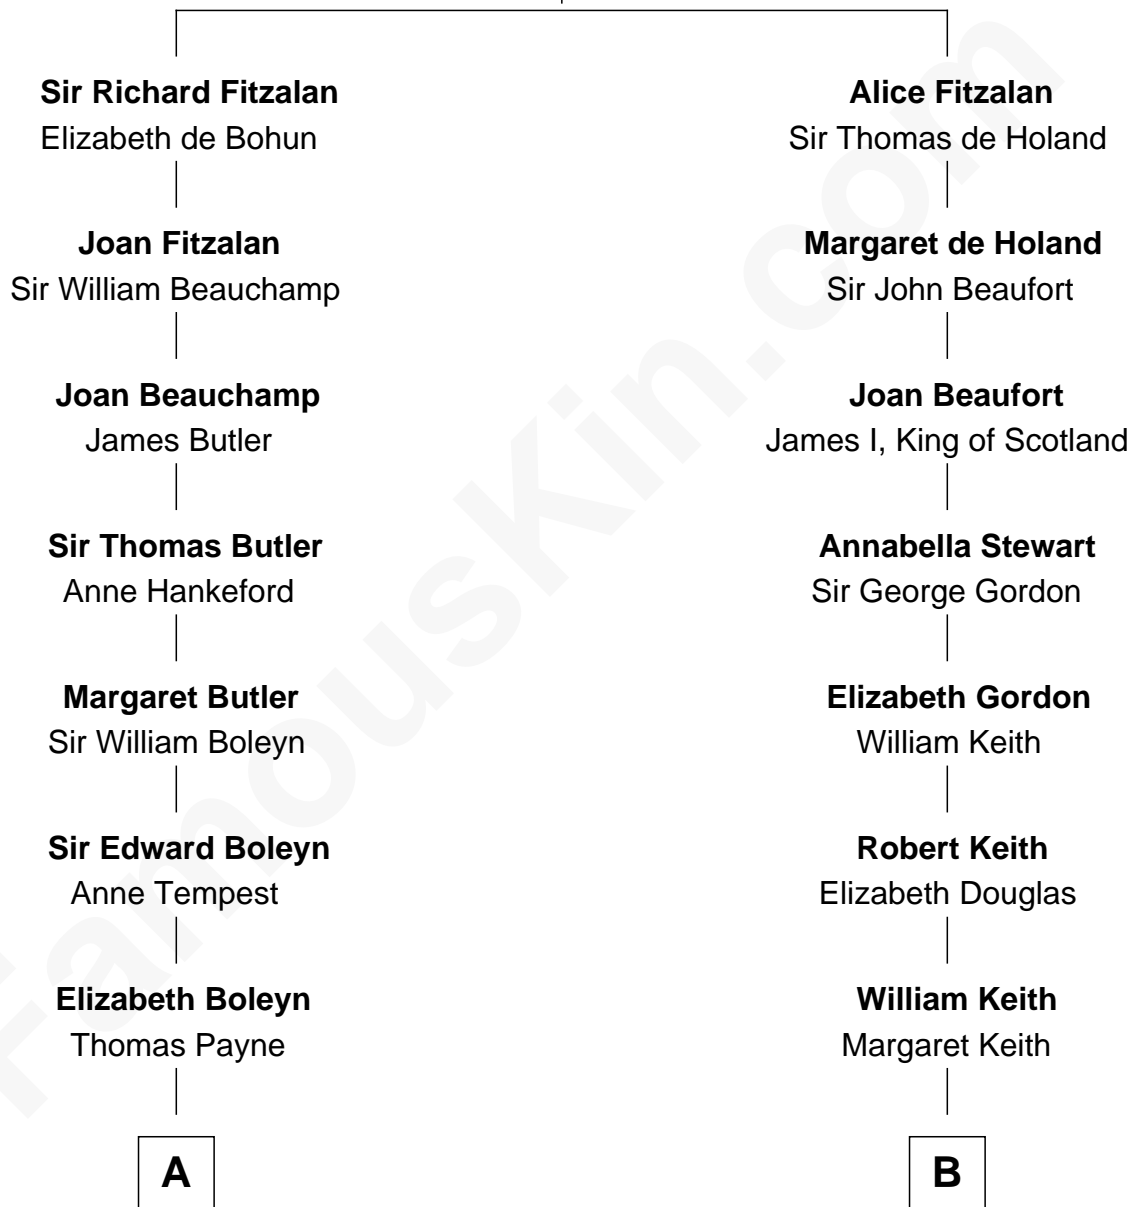 Sir Richard Fitzalan
Elizabeth de Bohun
Joan Fitzalan
Sir William Beauchamp
Joan Beauchamp
James Butler
Sir Thomas Butler
Anne Hankeford
Margaret Butler
Sir William Boleyn
Sir Edward Boleyn
Anne Tempest
Elizabeth Boleyn
Thomas Payne
A
Alice Fitzalan
Sir Thomas de Holand
Margaret de Holand
Sir John Beaufort
Joan Beaufort
James I, King of Scotland
Annabella Stewart
Sir George Gordon
Elizabeth Gordon
William Keith
Robert Keith
Elizabeth Douglas
William Keith
Margaret Keith
B
FamousKin.com